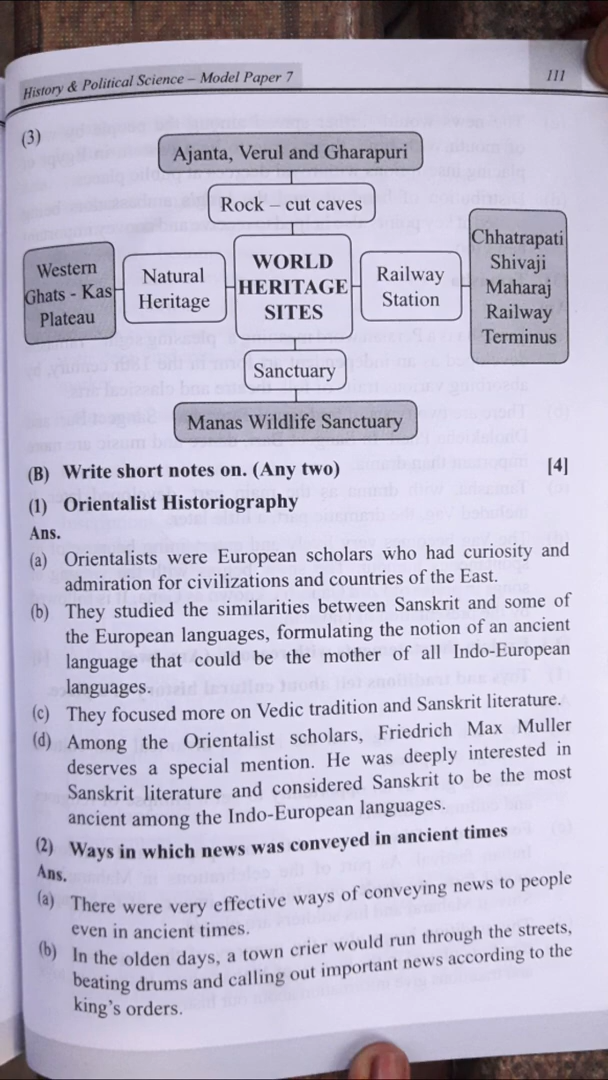 History & Political Science – Model Paper 7
111
(3)
Ajanta, Verul and Gharapuri
Rock – cut caves
Western
Ghats - Kas
Plateau
Natural
Heritage
WORLD
HERITAGE
SITES
Railway
Station
Chhatrapati
Shivaji
Maharaj
Railway
Terminus
Sanctuary
Manas Wildlife Sanctuary
(B) Write short notes on. (Any two) [4]
(1) Orientalist Historiography
Ans.
(a) Orientalists were European scholars who had curiosity and
admiration for civilizations and countries of the East.
(b) They studied the similarities between Sanskrit and some of
the European languages, formulating the notion of an ancient
language that could be the mother of all Indo-European
languages.
(c) They focused more on Vedic tradition and Sanskrit literature.
(d) Among the Orientalist scholars, Friedrich Max Muller
deserves a special mention. He was deeply interested in
Sanskrit literature and considered Sanskrit to be the most
ancient among the Indo-European languages.
(2) Ways in which news was conveyed in ancient times
Ans.
(a) There were very effective ways of conveying news to people
even in ancient times.
(b) In the olden days, a town crier would run through the streets,
beating drums and calling out important news according to the
king's orders.